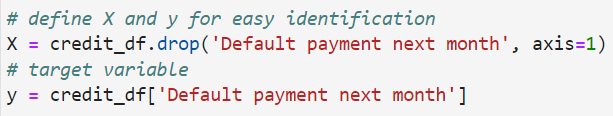 # define X and y for easy identification
X = credit_df.drop('Default payment next month', axis=1)
# target variable
y = credit_df['Default payment next month']